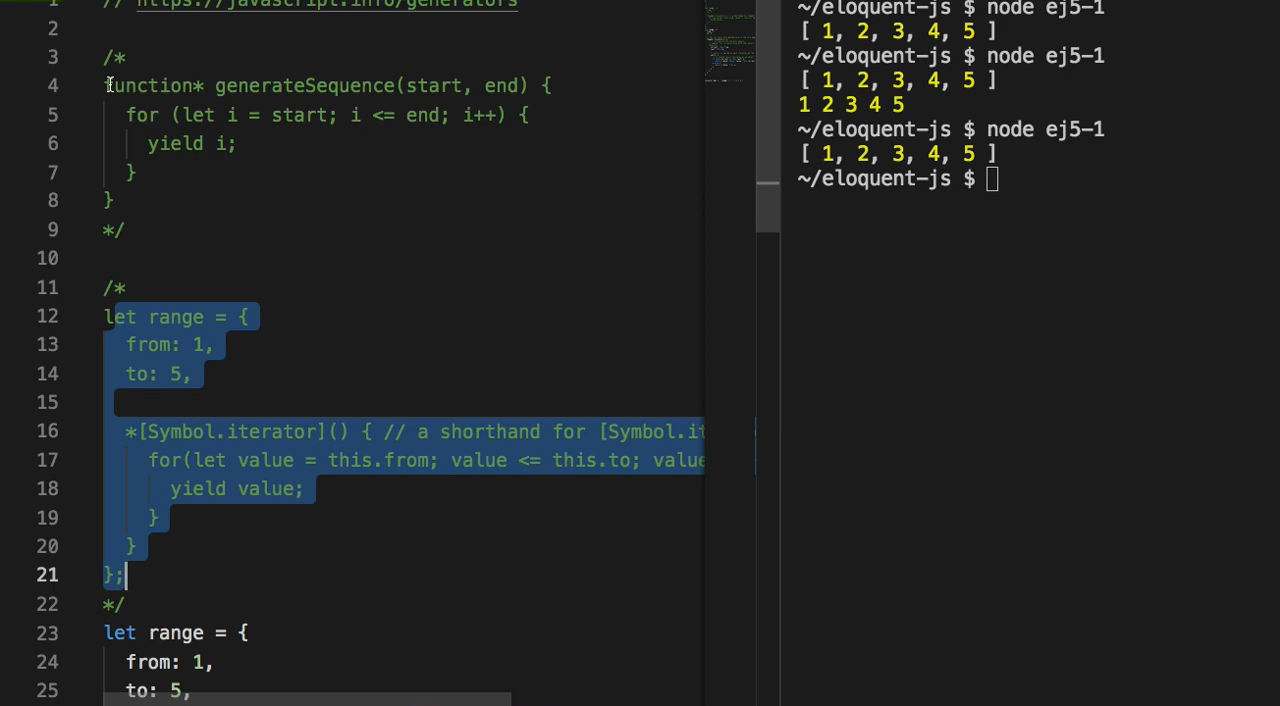 1 // https://javascript.info/generators
2
3 /*
4 function* generateSequence(start, end) {
5 for (let i = start; i <= end; i++) {
6 yield i;
7 }
8 }
9 */
10
11 /*
12 let range = {
13 from: 1,
14 to: 5,
15
16 *[Symbol.iterator]() { // a shorthand for [Symbol.it
17 for(let value = this.from; value <= this.to; value
18 yield value;
19 }
20 }
21 };
22 */
23 let range = {
24 from: 1,
25 to: 5,
~/eloquent-js $ node ej5-1
[ 1, 2, 3, 4, 5 ]
~/eloquent-js $ node ej5-1
[ 1, 2, 3, 4, 5 ]
1 2 3 4 5
~/eloquent-js $ node ej5-1
[ 1, 2, 3, 4, 5 ]
~/eloquent-js $